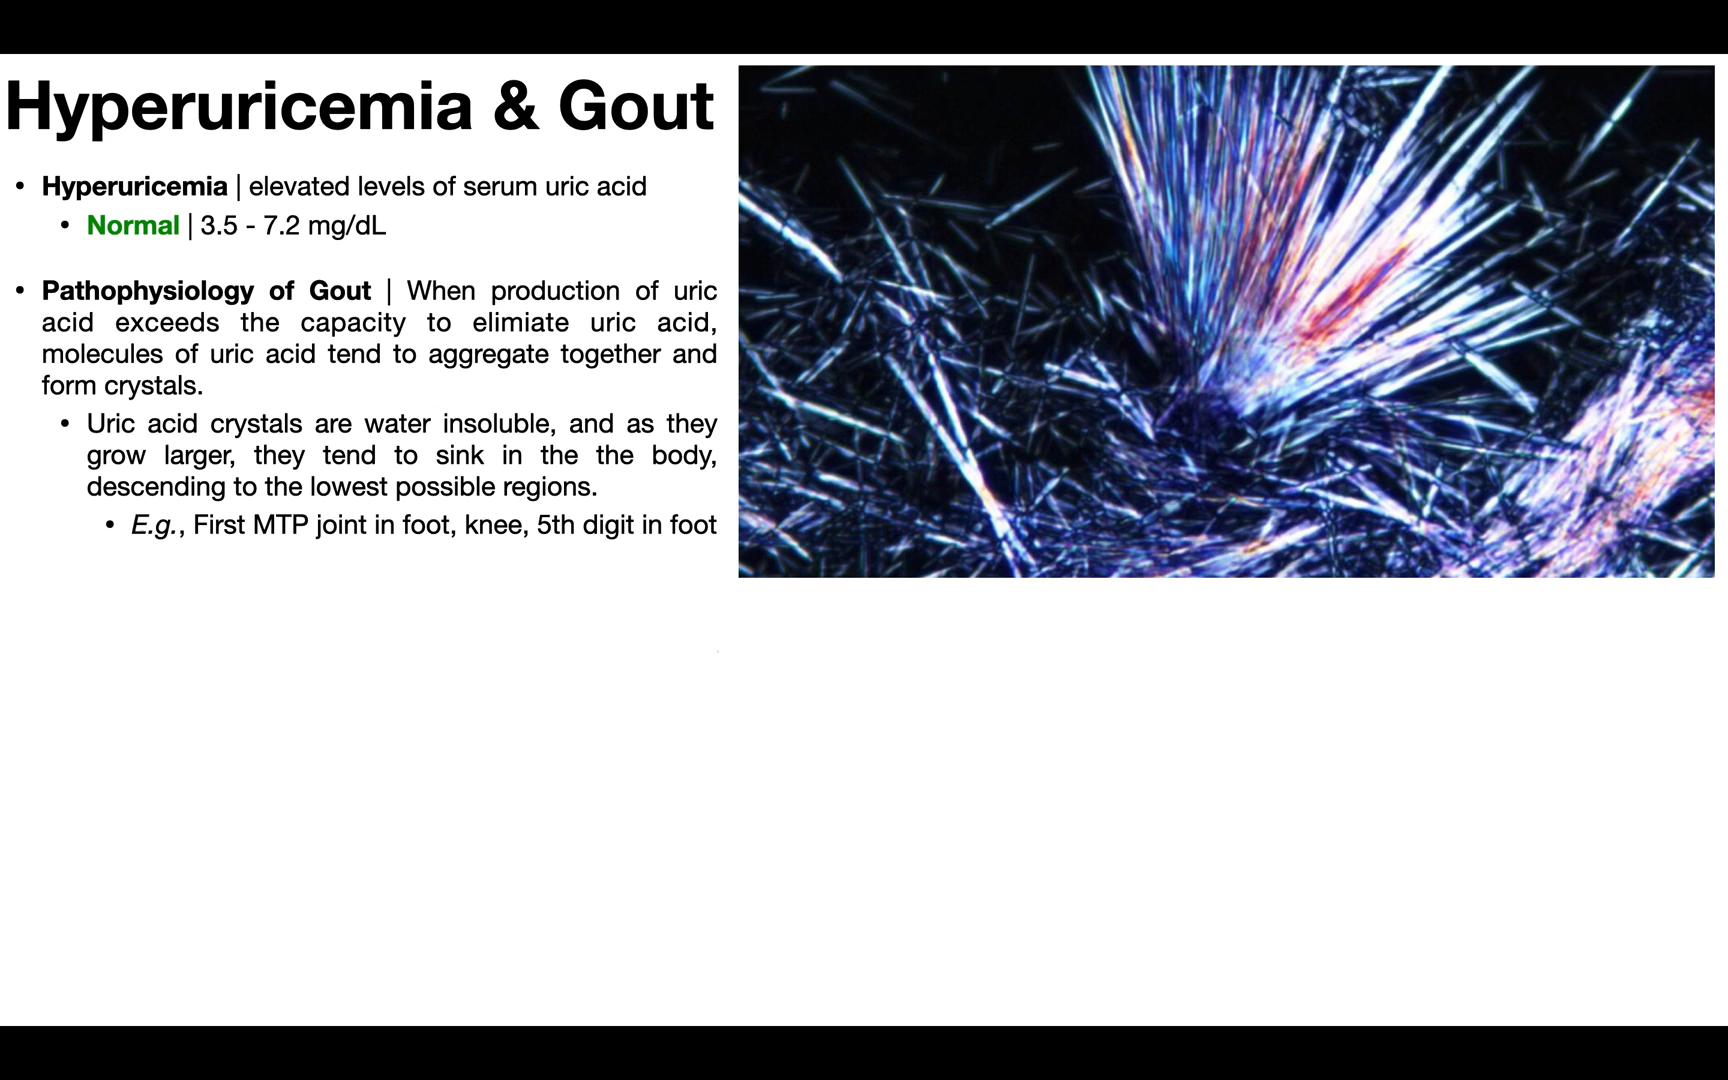 Hyperuricemia & Gout
• Hyperuricemia | elevated levels of serum uric acid
• Normal | 3.5 - 7.2 mg/dL
• Pathophysiology of Gout | When production of uric
acid exceeds the capacity to elimiate uric acid,
molecules of uric acid tend to aggregate together and
form crystals.
• Uric acid crystals are water insoluble, and as they
grow larger, they tend to sink in the the body,
descending to the lowest possible regions.
• E.g., First MTP joint in foot, knee, 5th digit in foot